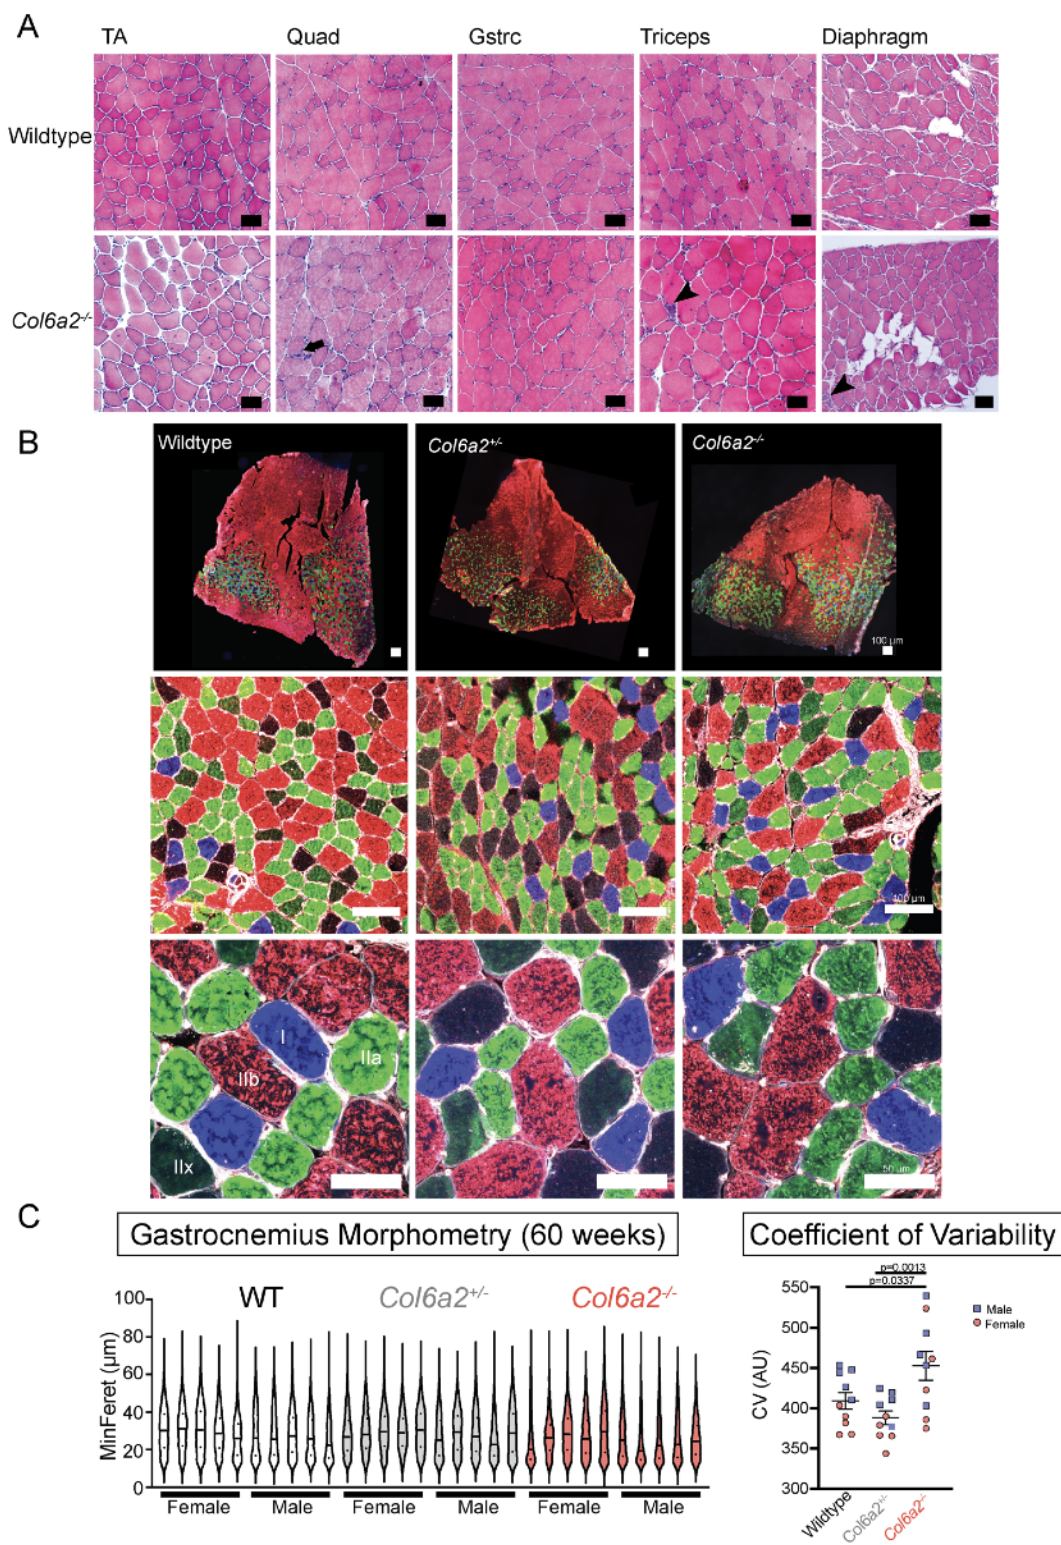 A
TA Quad Gstrc Triceps Diaphragm
Wildtype
Col6a2-/-
B
Wildtype Col6a2+/- Col6a2-/-
100 µm
100 µm
I
IIa
IIb
IIx
50 µm
C
Gastrocnemius Morphometry (60 weeks)
WT Col6a2+/- Col6a2-/-
MinFeret (µm)
100
80
60
40
20
0
Female Male Female Male Female Male
Coefficient of Variability
p=0.0013
p=0.0337
CV (AU)
550
500
450
400
350
300
Male
Female
Wildtype
Col6a2+/-
Col6a2-/-